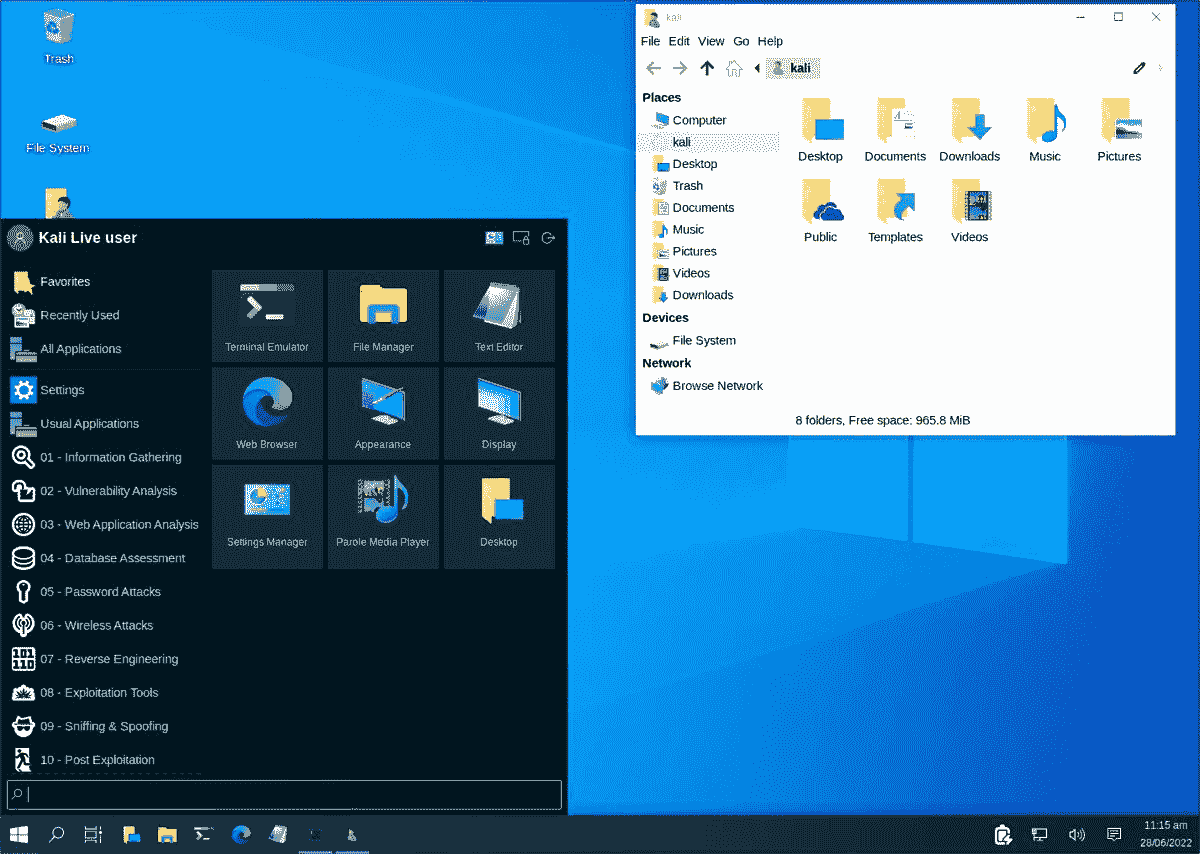 Trash
File System
kali
File Edit View Go Help
kali
Places
Computer
kali
Desktop
Trash
Documents
Music
Pictures
Videos
Downloads
Devices
File System
Network
Browse Network
Desktop Documents Downloads Music Pictures
Public Templates Videos
8 folders, Free space: 965.8 MiB
Kali Live user
Favorites
Recently Used
All Applications
Settings
Usual Applications
01 - Information Gathering
02 - Vulnerability Analysis
03 - Web Application Analysis
04 - Database Assessment
05 - Password Attacks
06 - Wireless Attacks
07 - Reverse Engineering
08 - Exploitation Tools
09 - Sniffing & Spoofing
10 - Post Exploitation
Terminal Emulator File Manager Text Editor
Web Browser Appearance Display
Settings Manager Parole Media Player Desktop
11:15 am
28/06/2022